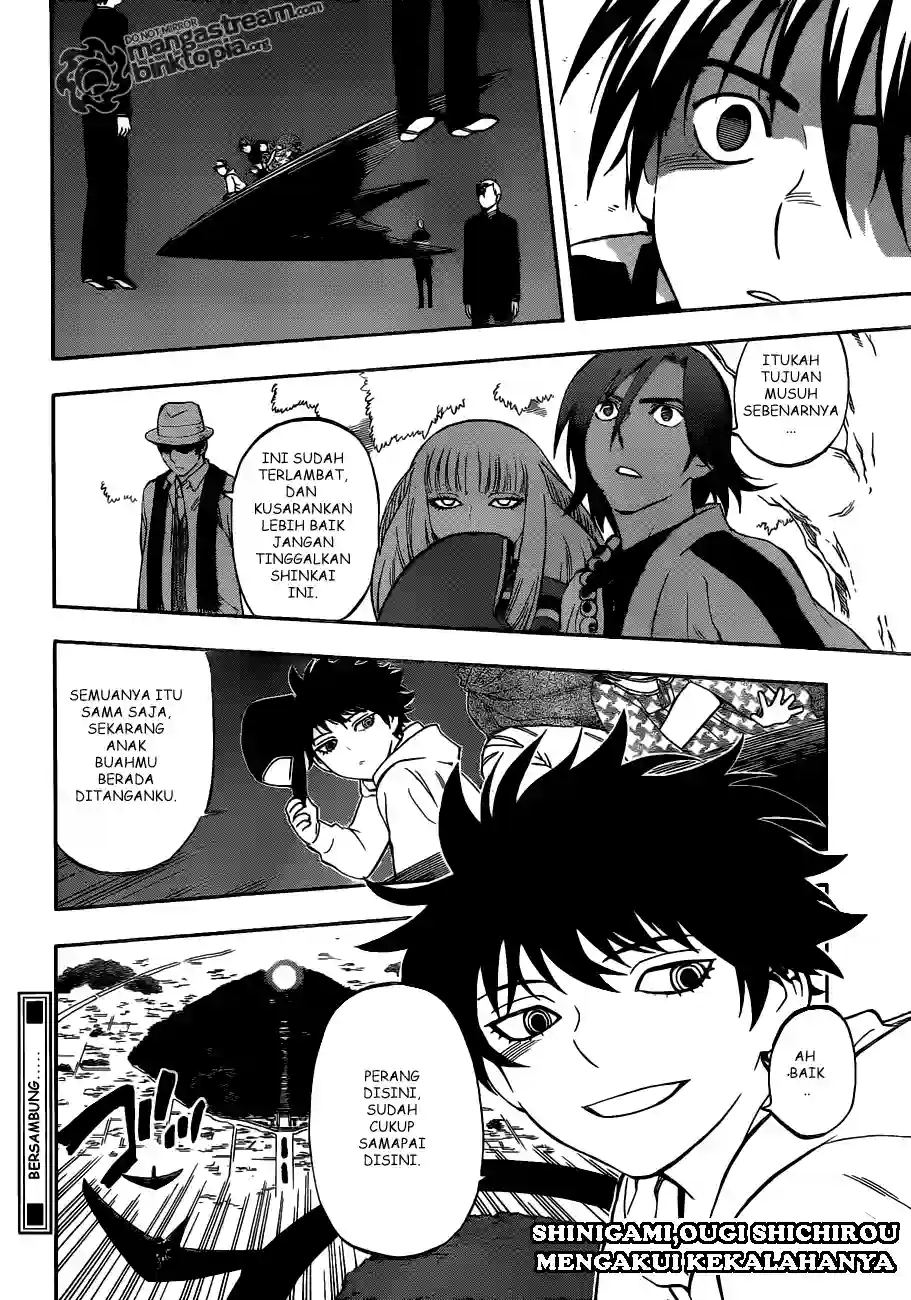 DO NOT MIRROR
mangastream.com
binktopia.org
ITUKAH
TUJUAN
MUSUH
SEBENARNYA
...
INI SUDAH
TERLAMBAT,
DAN
KUSARANKAN
LEBIH BAIK
JANGAN
TINGGALKAN
SHINKAI
INI.
SEMUANYA ITU
SAMA SAJA,
SEKARANG
ANAK
BUAHMU
BERADA
DITANGANKU.
AH
BAIK
..
PERANG
DISINI,
SUDAH
CUKUP
SAMAPAI
DISINI.
BERSAMBUNG.....
SHINIGAMI,OUGI SHICHIROU
MENGAKUI KEKALAHANYA